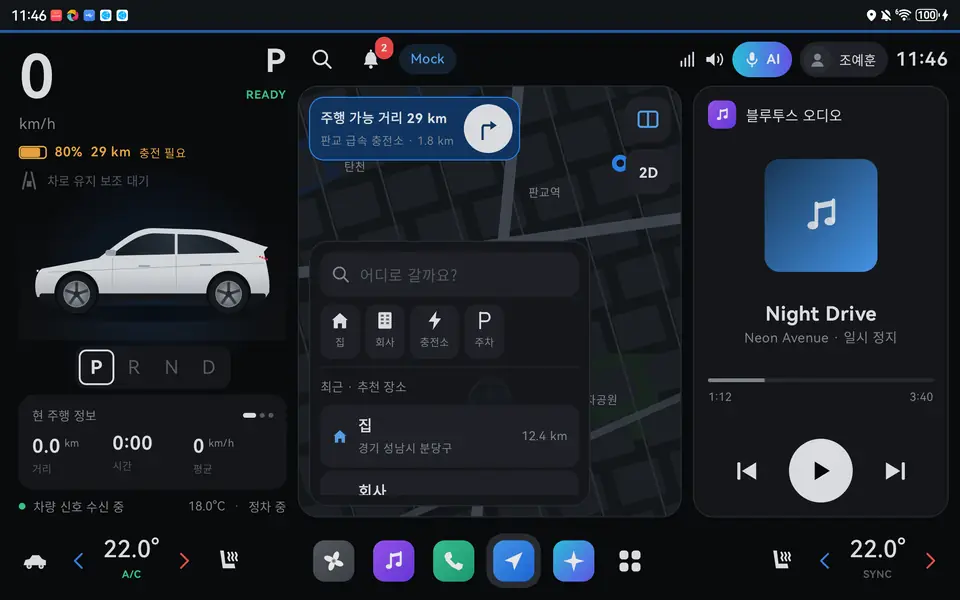 11:46
100
0
P
READY
km/h
80% 29 km 충전 필요
차로 유지 보조 대기
P R N D
현 주행 정보
0.0 km
거리
0:00
시간
0 km/h
평균
차량 신호 수신 중
18.0°C · 정차 중
2
Mock
AI
조예훈
11:46
주행 가능 거리 29 km
판교 급속 충전소 · 1.8 km
탄천
판교역
2D
어디로 갈까요?
집
회사
충전소
P
주차
최근 · 추천 장소
집
경기 성남시 분당구
12.4 km
회사
공원
블루투스 오디오
Night Drive
Neon Avenue · 일시 정지
1:12
3:40
22.0°
A/C
22.0°
SYNC